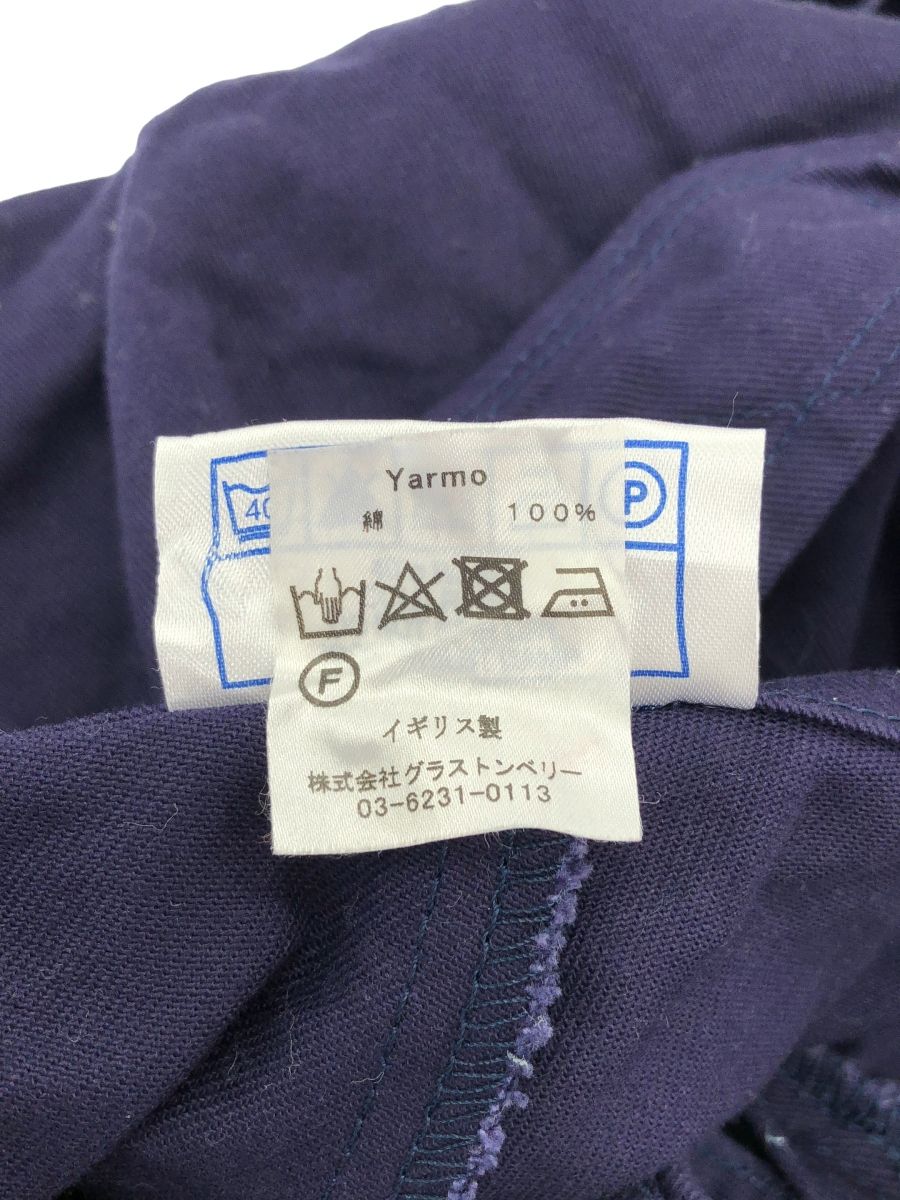 Yarmo
綿 100%
40
P
F
イギリス製
株式会社グラストンベリー
03-6231-0113